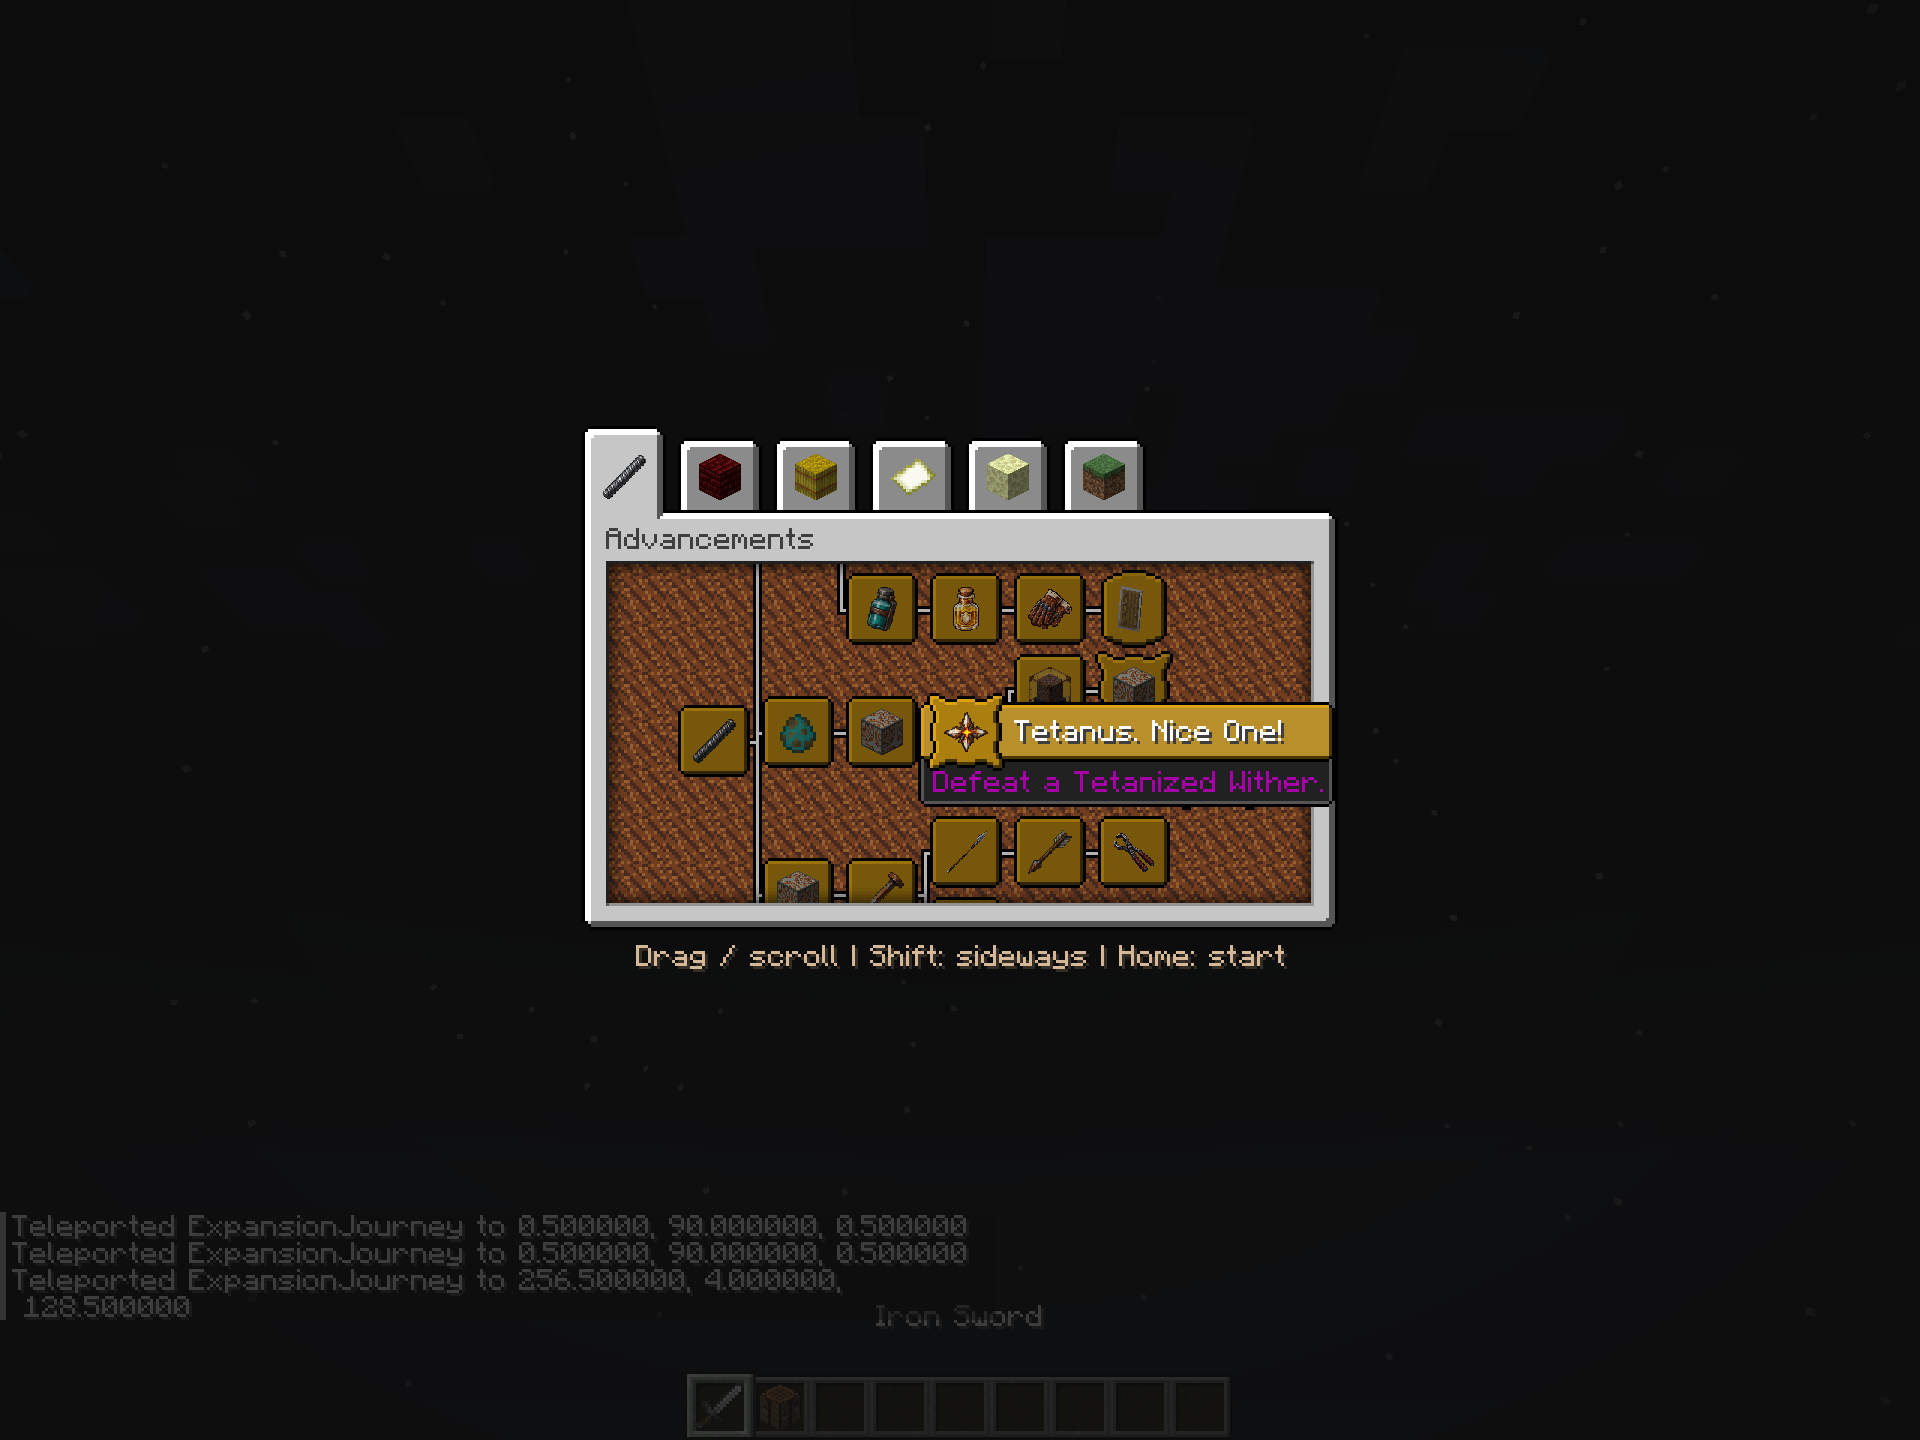 Advancements
Tetanus. Nice One!
Defeat a Tetanized Wither.
Drag / scroll | Shift: sideways | Home: start
Teleported ExpansionJourney to 0.500000, 90.000000, 0.500000
Teleported ExpansionJourney to 0.500000, 90.000000, 0.500000
Teleported ExpansionJourney to 256.500000, 4.000000,
128.500000
Iron Sword